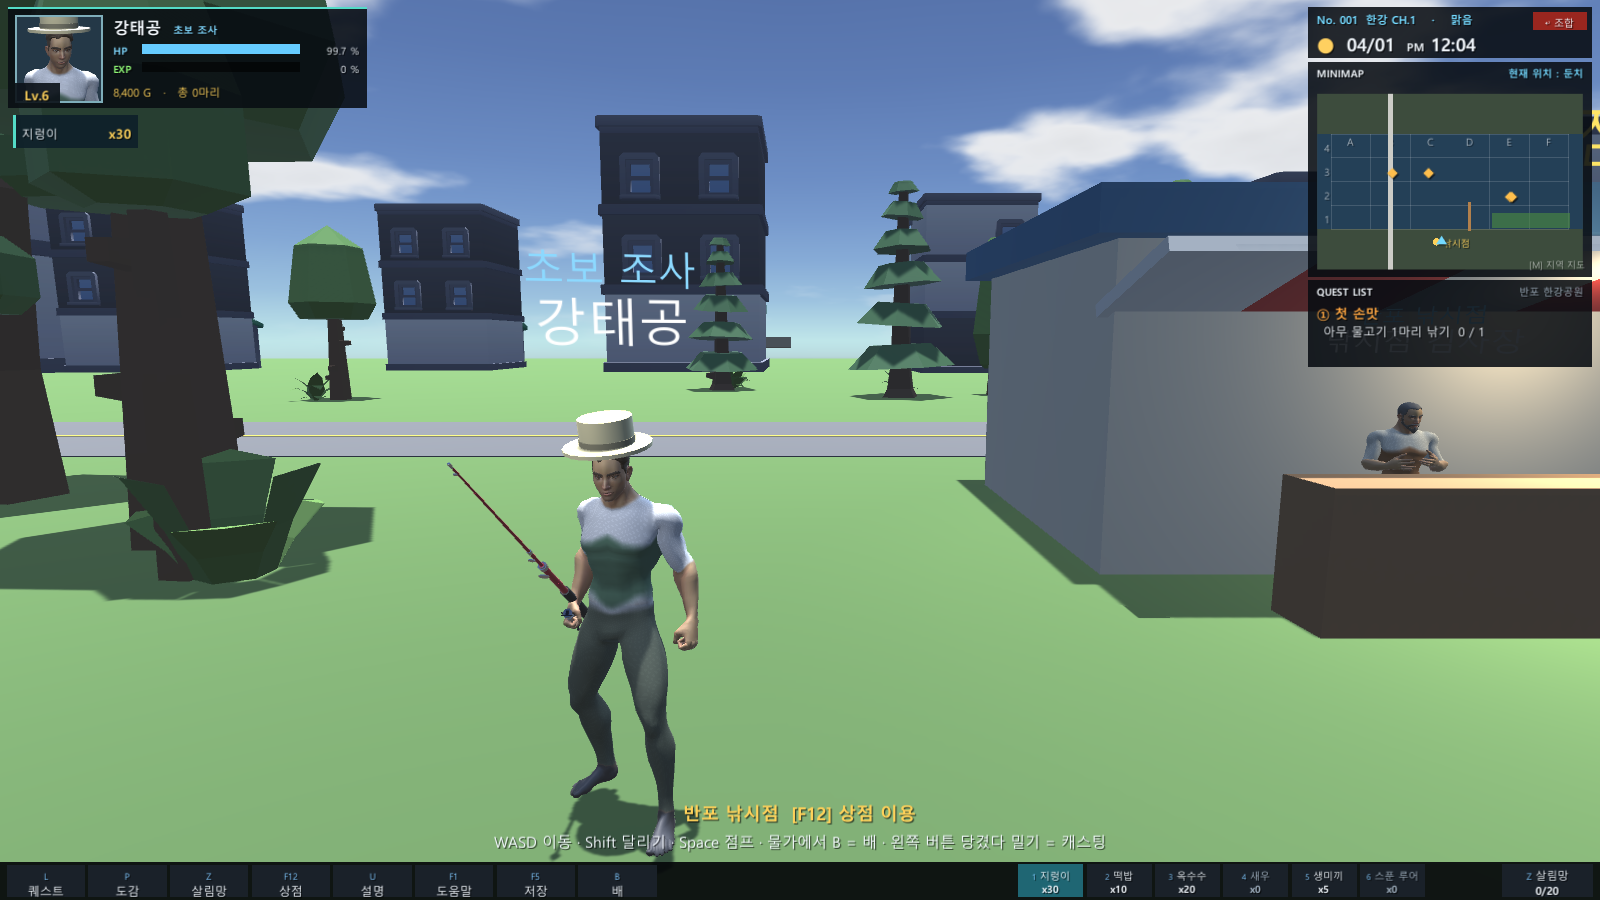 강태공 초보 조사
HP 99.7 %
EXP 0 %
Lv.6
8,400 G · 총 0마리
지렁이 x30
No. 001 한강 CH.1 · 맑음
조합
04/01 PM 12:04
MINIMAP 현재 위치 : 둔치
A C D E F
4
3
2
1
낚시점
[M] 지역 지도
QUEST LIST 반포 한강공원
① 첫 손맛
아무 물고기 1마리 낚기 0 / 1
초보 조사
강태공
반포 낚시점 [F12] 상점 이용
WASD 이동 · Shift 달리기 · Space 점프 · 물가에서 B = 배 · 왼쪽 버튼 당겼다 밀기 = 캐스팅
L 퀘스트
P 도감
Z 살림망
F12 상점
U 설명
F1 도움말
F5 저장
B 배
1 지렁이 x30
2 떡밥 x10
3 옥수수 x20
4 새우 x0
5 생미끼 x5
6 스푼 루어 x0
Z 살림망 0/20